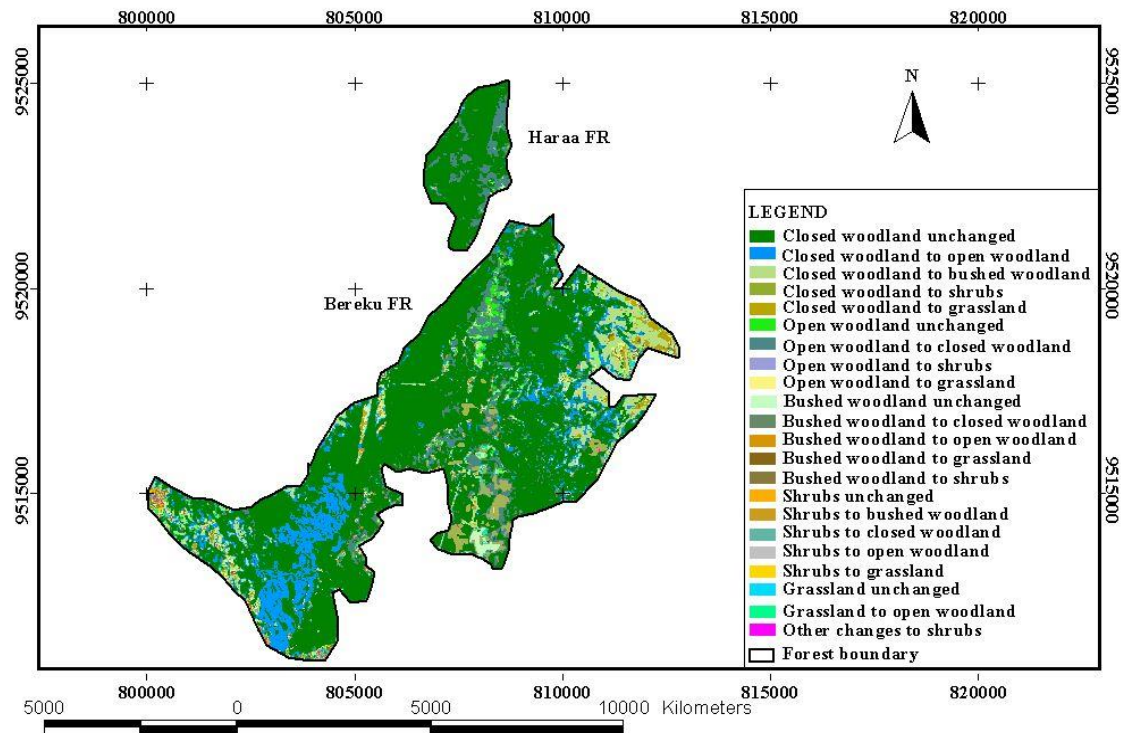 800000 805000 810000 815000 820000
9525000 9525000
N
Haraa FR
LEGEND
Closed woodland unchanged
Closed woodland to open woodland
Closed woodland to bushed woodland
9520000 9520000
Closed woodland to shrubs
Bereku FR
Closed woodland to grassland
Open woodland unchanged
Open woodland to closed woodland
Open woodland to shrubs
Open woodland to grassland
Bushed woodland unchanged
Bushed woodland to closed woodland
Bushed woodland to open woodland
Bushed woodland to grassland
Bushed woodland to shrubs
9515000 9515000
Shrubs unchanged
Shrubs to bushed woodland
Shrubs to closed woodland
Shrubs to open woodland
Shrubs to grassland
Grassland unchanged
Grassland to open woodland
Other changes to shrubs
Forest boundary
800000 805000 810000 815000 820000
5000 0 5000 10000 Kilometers